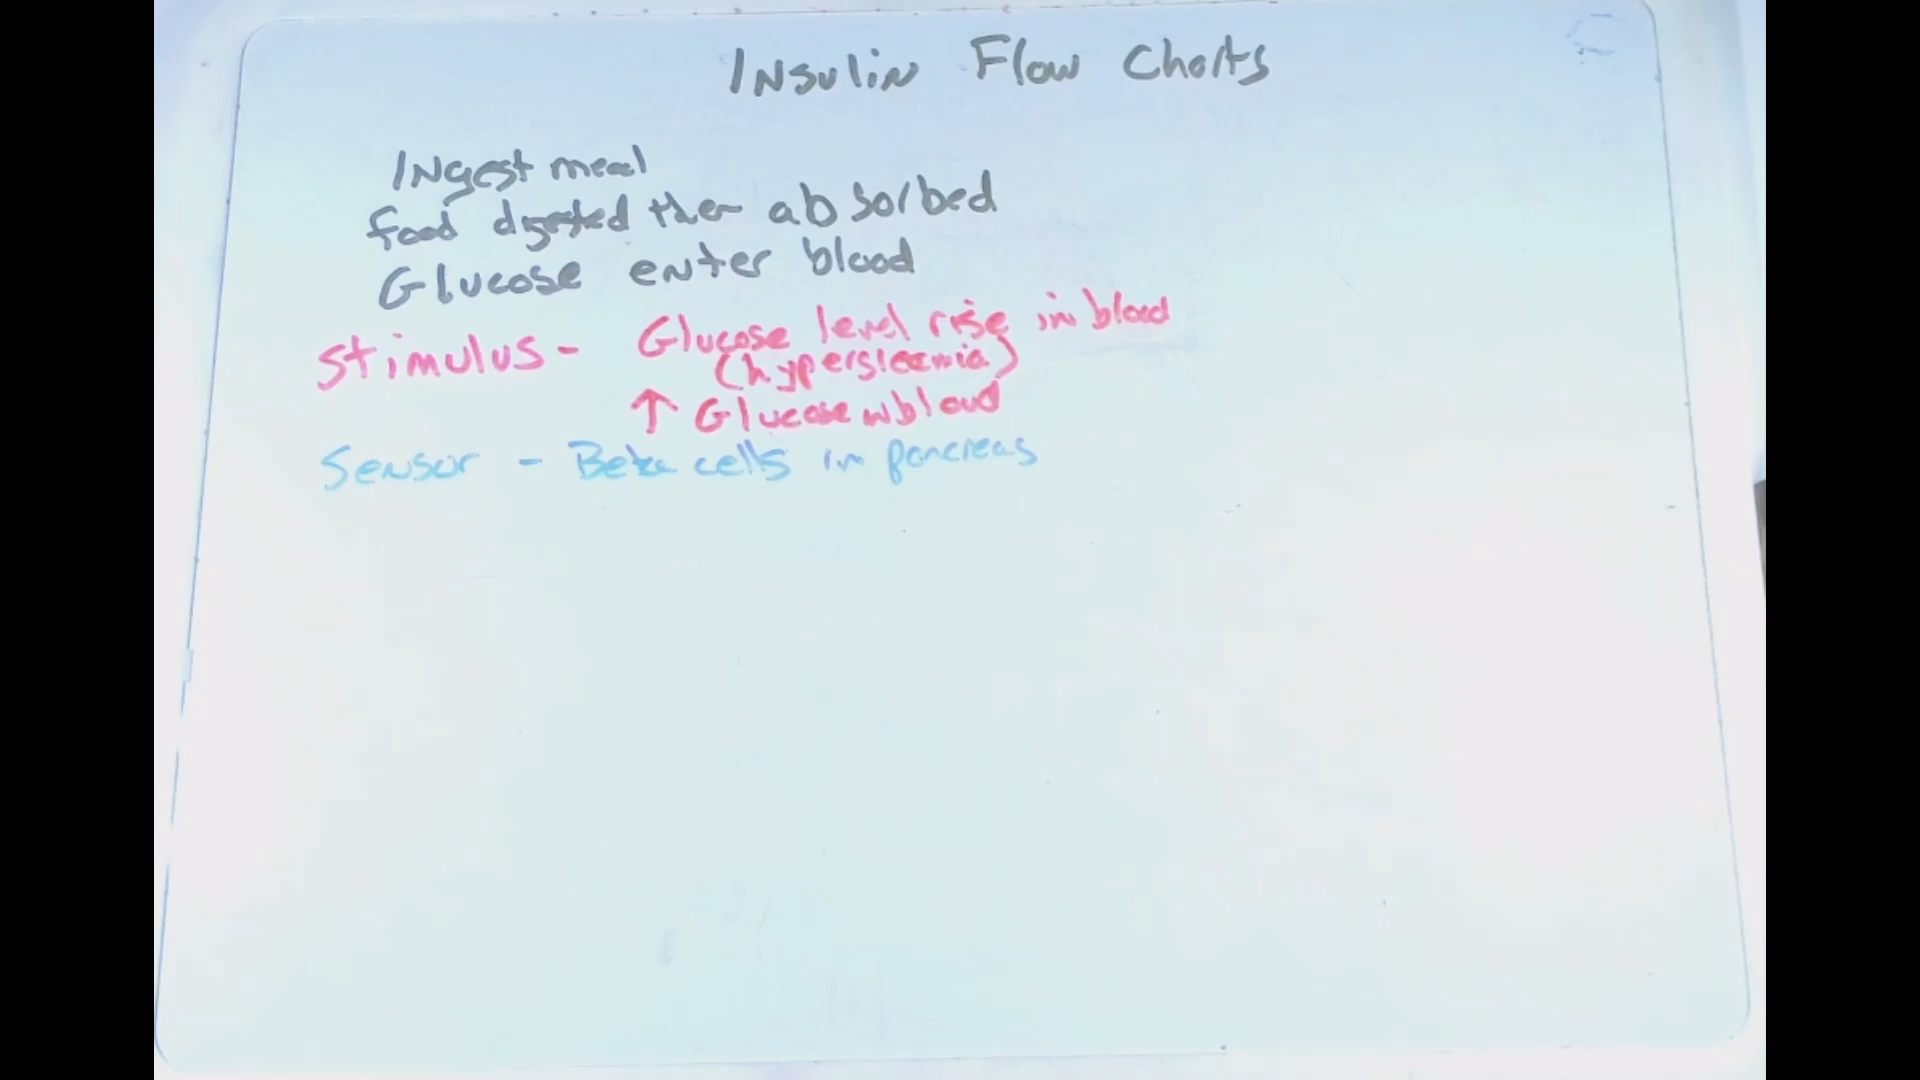 Insulin Flow Charts
Ingest meal
food digested then absorbed
Glucose enter blood
Stimulus - Glucose level rise in blood
(hyperglecmia)
↑ Glucose in blood
Sensor - Beta cells in pancreas